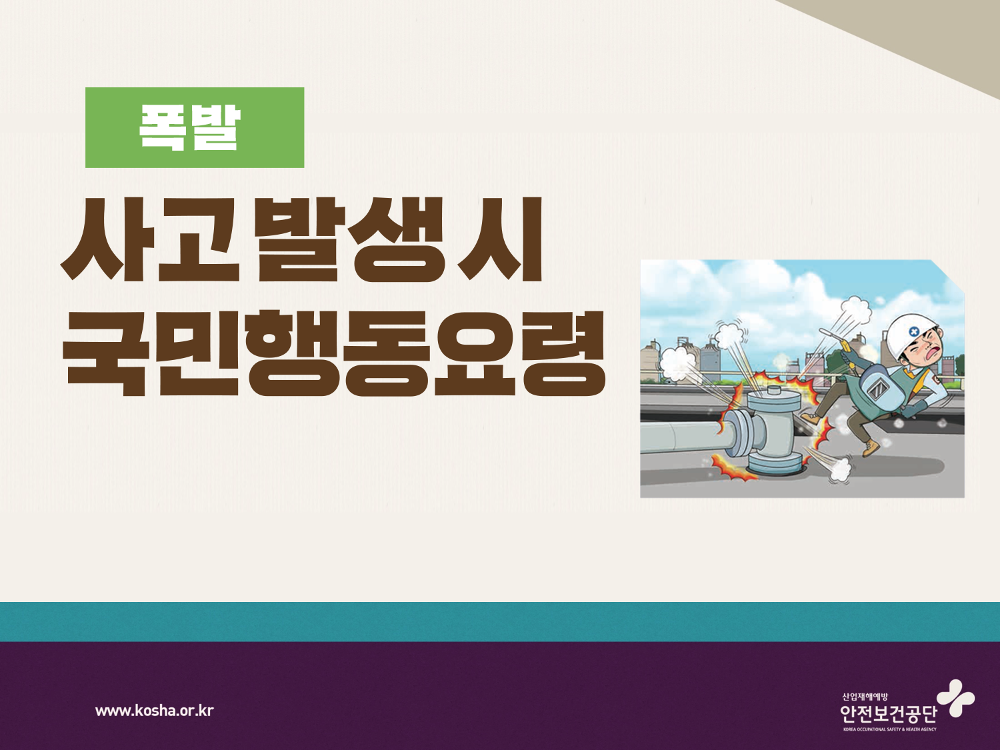 폭발
사고 발생 시
국민행동요령
www.kosha.or.kr
산업재해예방
안전보건공단
KOREA OCCUPATIONAL SAFETY & HEALTH AGENCY